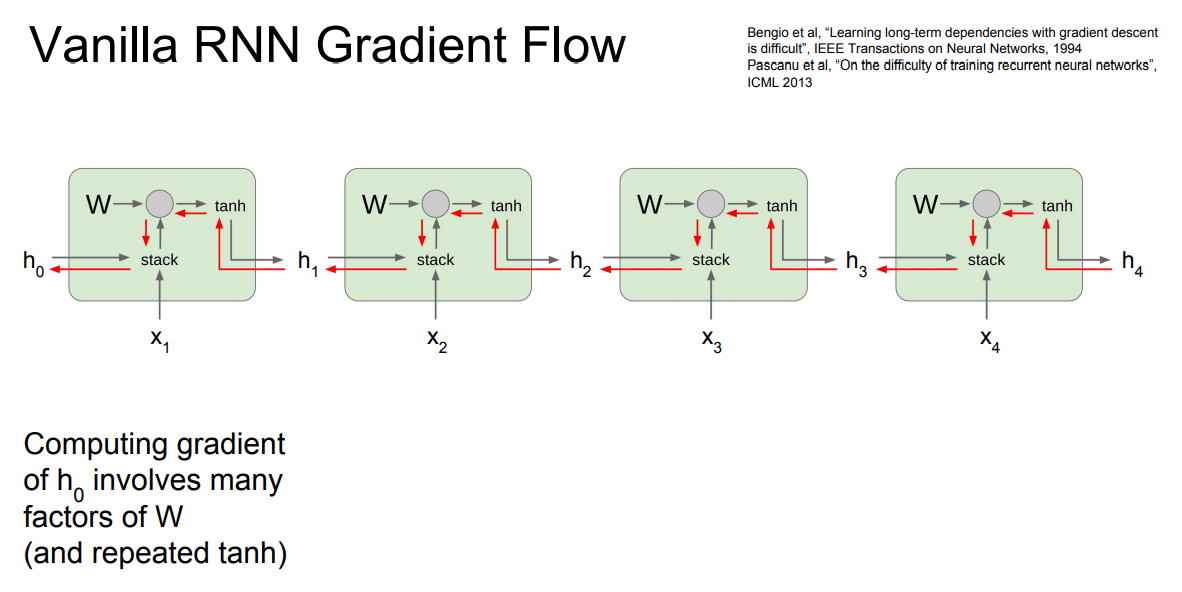 Vanilla RNN Gradient Flow
Bengio et al, “Learning long-term dependencies with gradient descent
is difficult”, IEEE Transactions on Neural Networks, 1994
Pascanu et al, “On the difficulty of training recurrent neural networks”,
ICML 2013
W tanh W tanh W tanh W tanh
h0 stack h1 stack h2 stack h3 stack h4
x1 x2 x3 x4
Computing gradient
of h0 involves many
factors of W
(and repeated tanh)